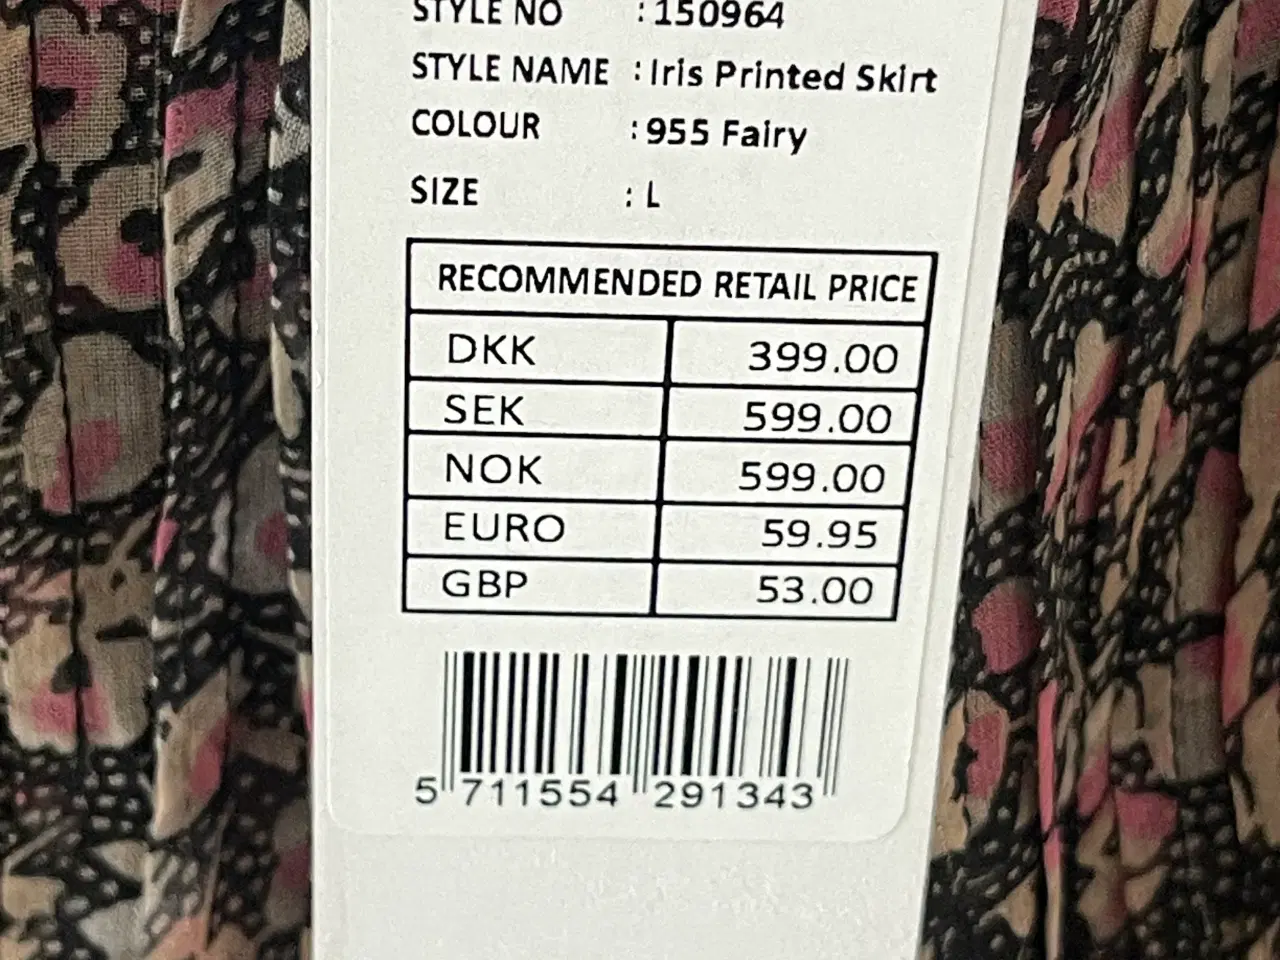 STYLE NO : 150964
STYLE NAME : Iris Printed Skirt
COLOUR : 955 Fairy
SIZE : L
RECOMMENDED RETAIL PRICE
DKK 399.00
SEK 599.00
NOK 599.00
EURO 59.95
GBP 53.00
5 711554 291343